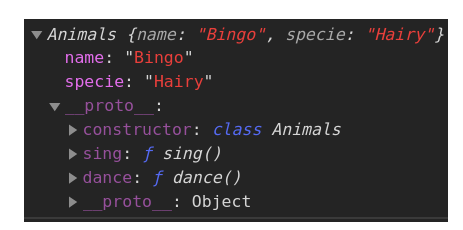 ▼Animals {name: "Bingo", specie: "Hairy"}
name: "Bingo"
specie: "Hairy"
▼__proto__:
▶constructor: class Animals
▶sing: ƒ sing()
▶dance: ƒ dance()
▶__proto__: Object